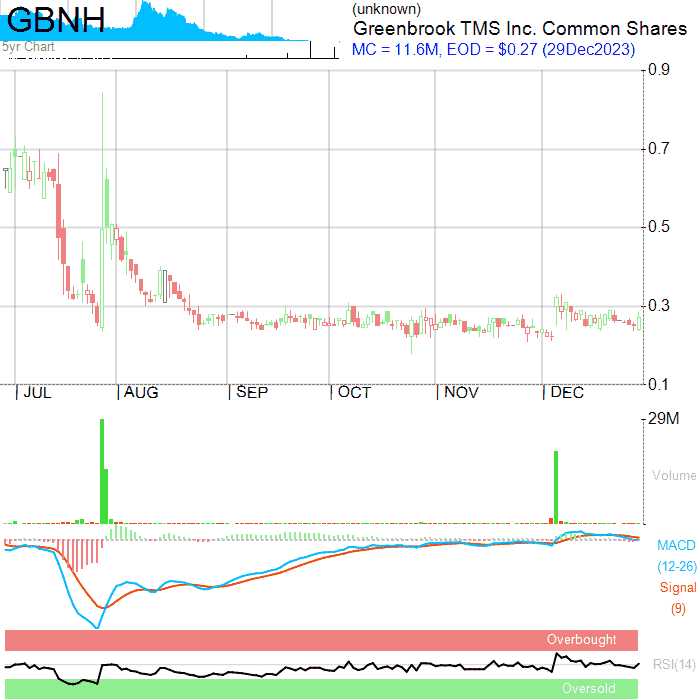 GBNH
5yr Chart
(unknown)
Greenbrook TMS Inc. Common Shares
MC = 11.6M, EOD = $0.27 (29Dec2023)
0.9
0.7
0.5
0.3
0.1
JUL AUG SEP OCT NOV DEC
29M
Volume
MACD
(12-26)
Signal
(9)
Overbought
RSI(14)
Oversold